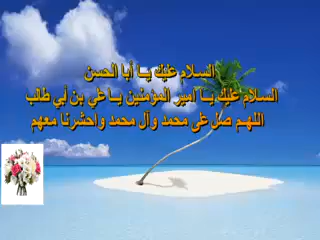 السلام عليك يا أبا الحسن
السلام عليك يا امير المؤمنين يا علي بن أبي طالب
اللهم صل على محمد وآل محمد واحشرنا معهم